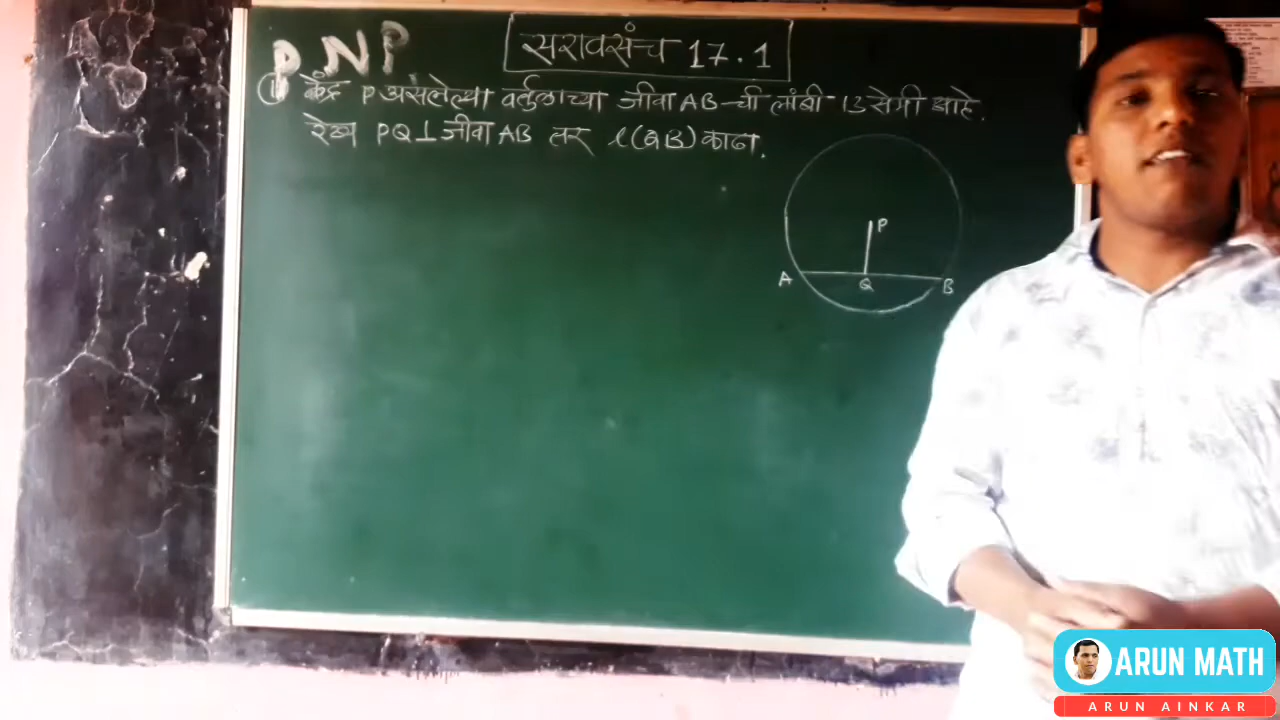 PNP
सरावसंच 17.1
① केंद्र P असलेल्या वर्तुळाच्या जीवा AB ची लांबी 13 सेमी आहे.
रेख PQ ⊥ जीवा AB तर l(QB) काढा.
P
A Q B
ARUN MATH
ARUN AINKAR